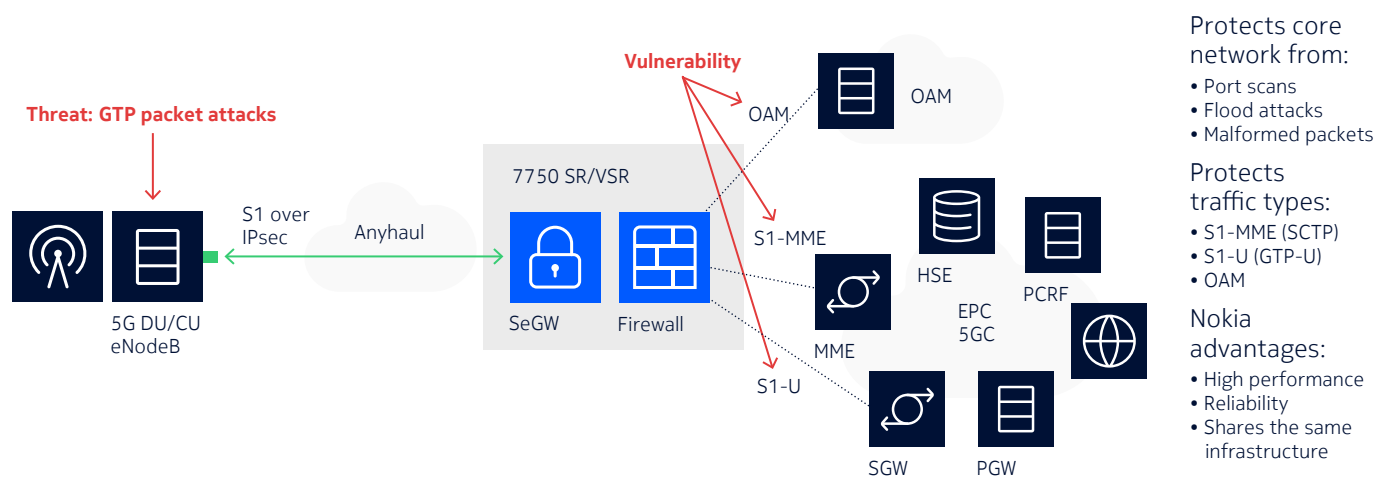 Threat: GTP packet attacks
S1 over
IPsec
Anyhaul
5G DU/CU
eNodeB
7750 SR/VSR
SeGW
Firewall
Vulnerability
OAM
S1-MME
S1-U
OAM
HSE
PCRF
EPC
5GC
MME
SGW
PGW
Protects core
network from:
• Port scans
• Flood attacks
• Malformed packets
Protects
traffic types:
• S1-MME (SCTP)
• S1-U (GTP-U)
• OAM
Nokia
advantages:
• High performance
• Reliability
• Shares the same
infrastructure